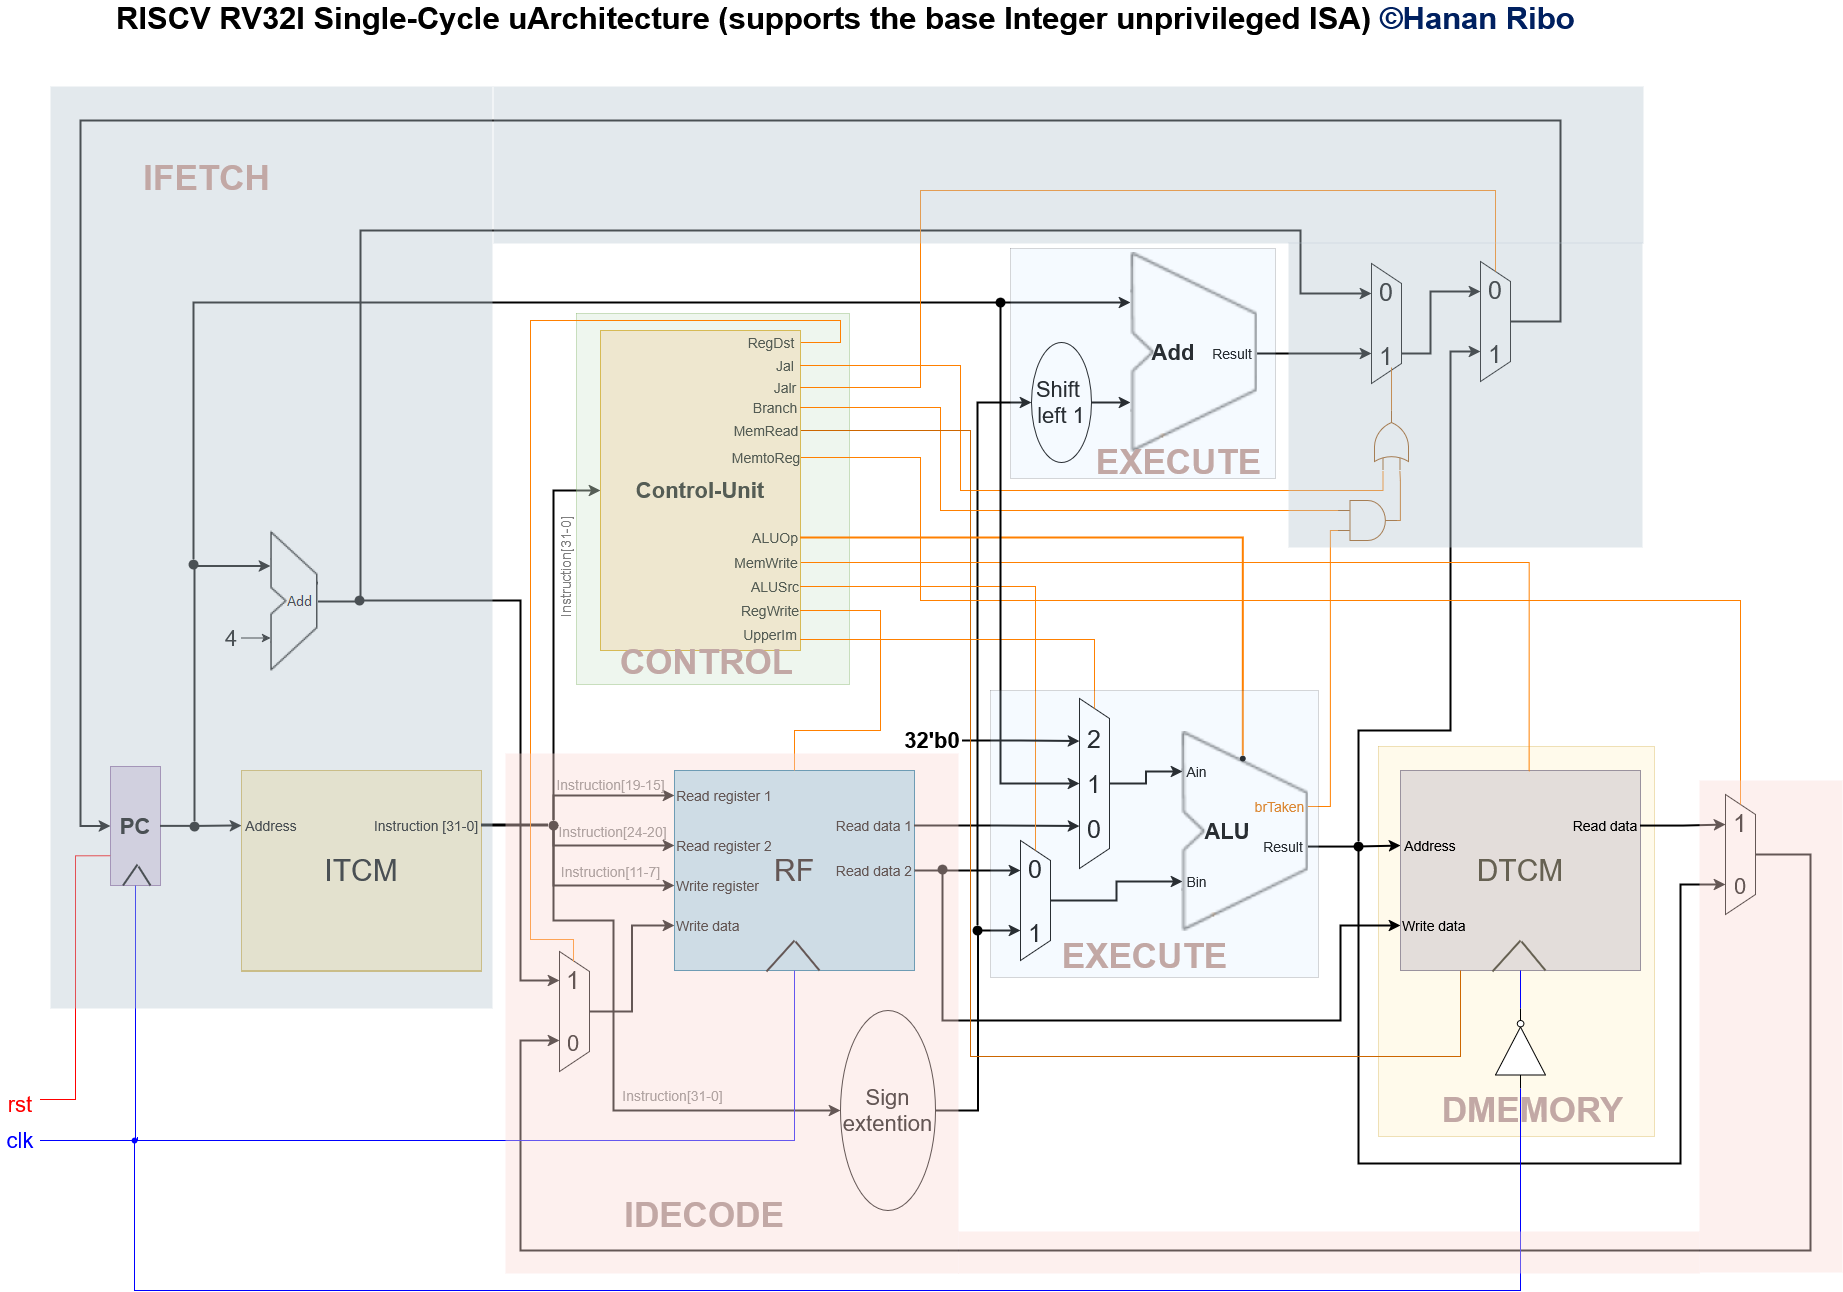 RISCV RV32I Single-Cycle uArchitecture (supports the base Integer unprivileged ISA) ©Hanan Ribo
IFETCH
RegDst
Jal
Jalr
Branch
MemRead
MemtoReg
Control-Unit
ALUOp
MemWrite
ALUSrc
RegWrite
UpperIm
CONTROL
Instruction[31-0]
Shift
left 1
Add
Result
EXECUTE
0
1
0
1
Add
4
PC
Address
Instruction [31-0]
ITCM
Instruction[19-15]
Instruction[24-20]
Instruction[11-7]
Read register 1
Read register 2
Write register
Write data
Read data 1
Read data 2
RF
1
0
Instruction[31-0]
Sign
extention
IDECODE
32'b0
2
1
0
0
1
Ain
Bin
ALU
brTaken
Result
EXECUTE
Read data
Address
DTCM
Write data
DMEMORY
1
0
rst
clk